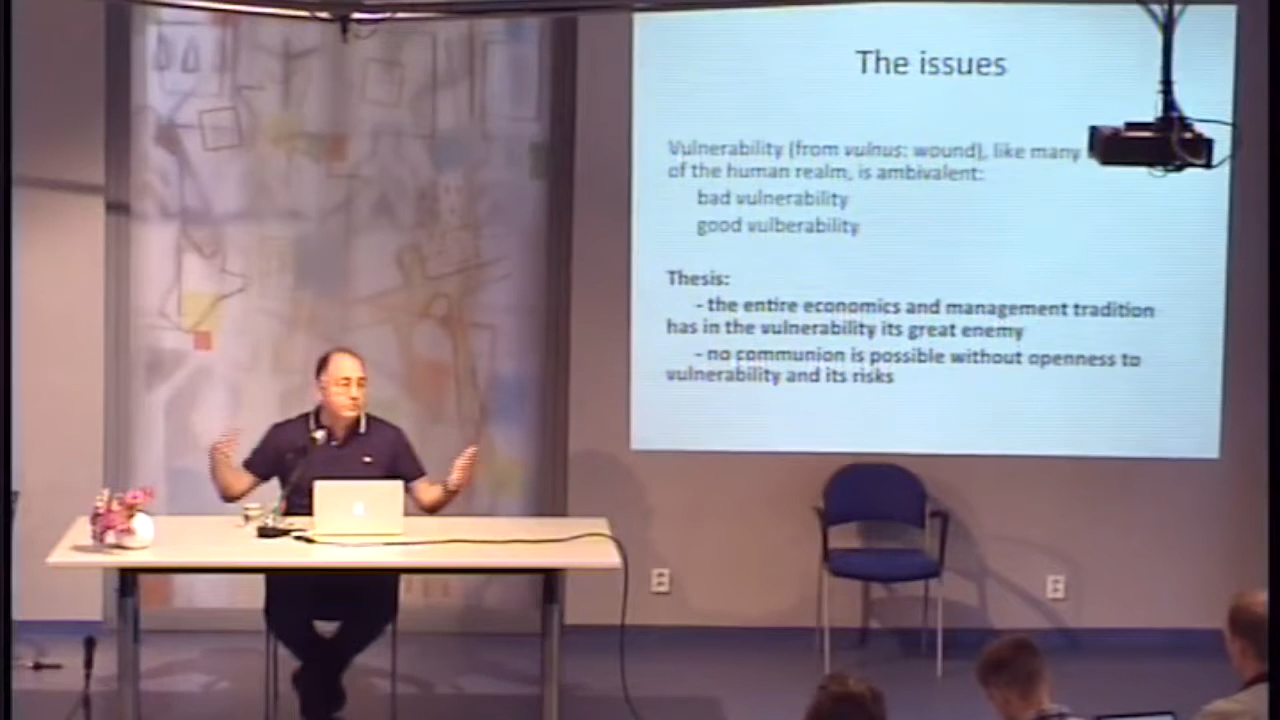 The issues
Vulnerability (from vulnus: wound), like many
of the human realm, is ambivalent:
bad vulnerability
good vulberability
Thesis:
- the entire economics and management tradition
has in the vulnerability its great enemy
- no communion is possible without openness to
vulnerability and its risks